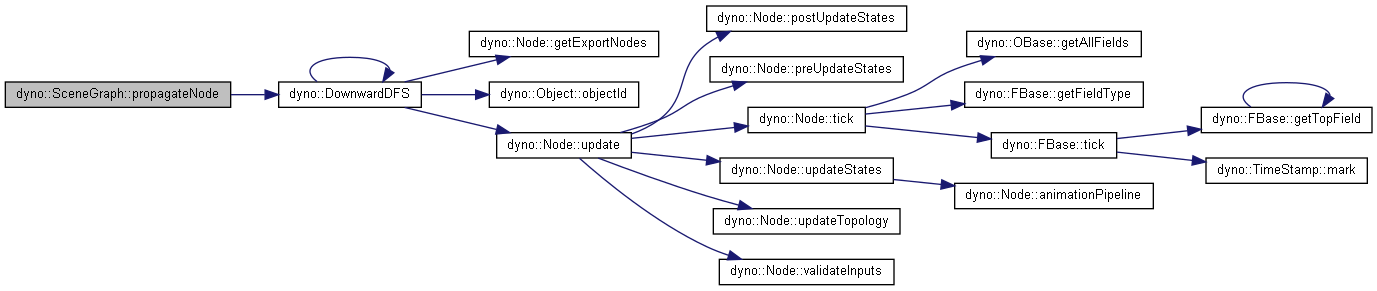 dyno::SceneGraph::propagateNode
dyno::DownwardDFS
dyno::Node::getExportNodes
dyno::Object::objectId
dyno::Node::update
dyno::Node::postUpdateStates
dyno::Node::preUpdateStates
dyno::Node::tick
dyno::Node::updateStates
dyno::Node::updateTopology
dyno::Node::validateInputs
dyno::OBase::getAllFields
dyno::FBase::getFieldType
dyno::FBase::tick
dyno::Node::animationPipeline
dyno::FBase::getTopField
dyno::TimeStamp::mark